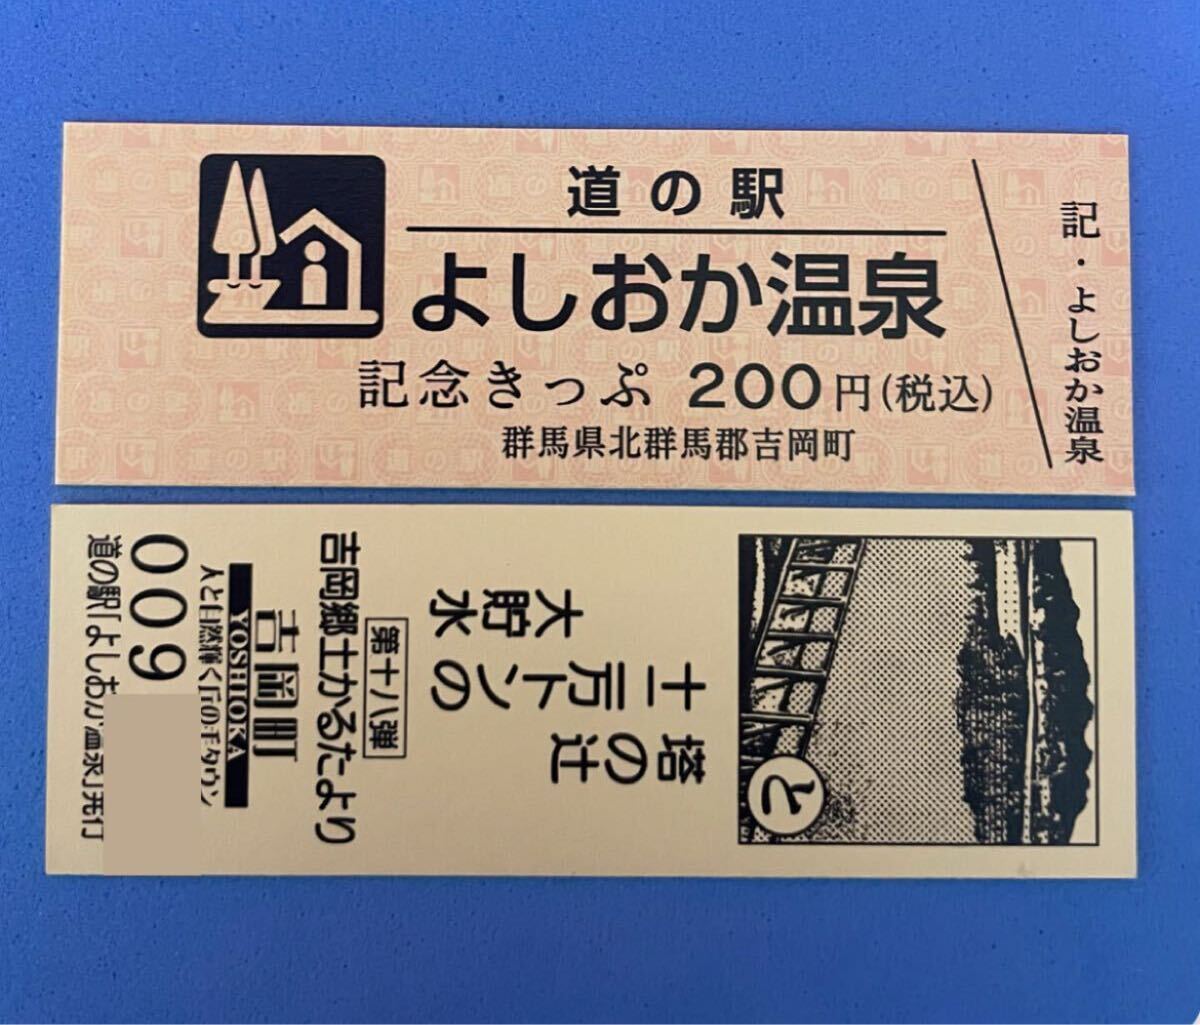 道の駅
よしおか温泉
記念きっぷ 200円(税込)
群馬県北群馬郡吉岡町
記・よしおか温泉
と
塔の辻
十二万トンの
大貯水
第十八弾
吉岡郷土かるたより
吉岡町
YOSHIOKA
人と自然輝く丘の手タウン
009
道の駅「よしおか温泉」発行